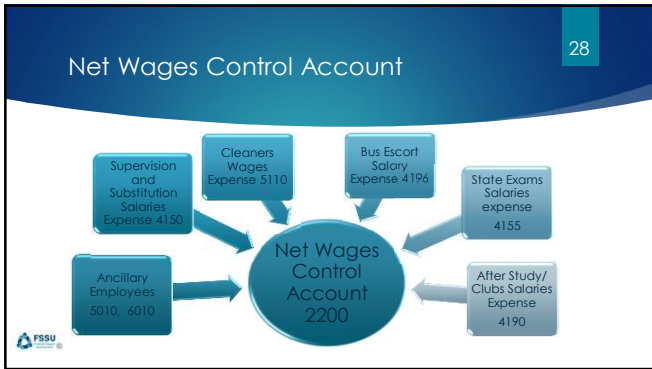 28
Net Wages Control Account
Cleaners
Wages
Expense 5110
Bus Escort
Salary
Expense 4196
Supervision
and
Substitution
Salaries
Expense 4150
State Exams
Salaries
expense
4155
Net Wages
Control
Account
2200
Ancillary
Employees
5010, 6010
After Study/
Clubs Salaries
Expense
4190
FSSU